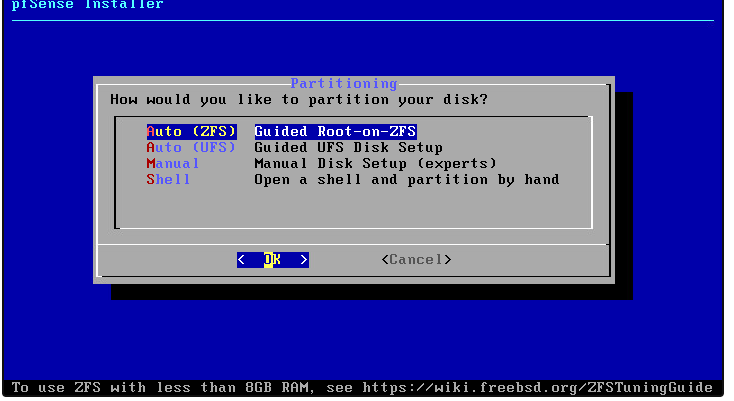 pfSense Installer
Partitioning
How would you like to partition your disk?
Auto (ZFS) Guided Root-on-ZFS
Auto (UFS) Guided UFS Disk Setup
Manual Manual Disk Setup (experts)
Shell Open a shell and partition by hand
< OK > <Cancel>
To use ZFS with less than 8GB RAM, see https://wiki.freebsd.org/ZFSTuningGuide